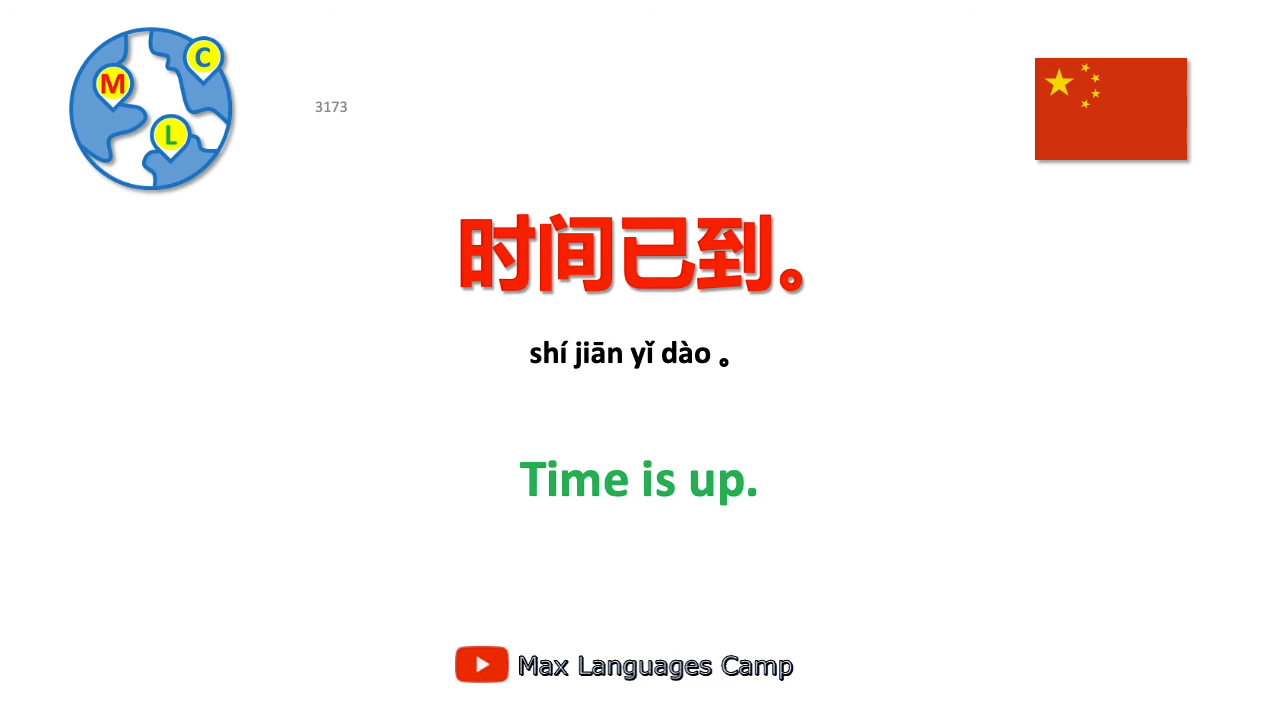 C
M
L
3173
时间已到。
shí jiān yǐ dào 。
Time is up.
Max Languages Camp